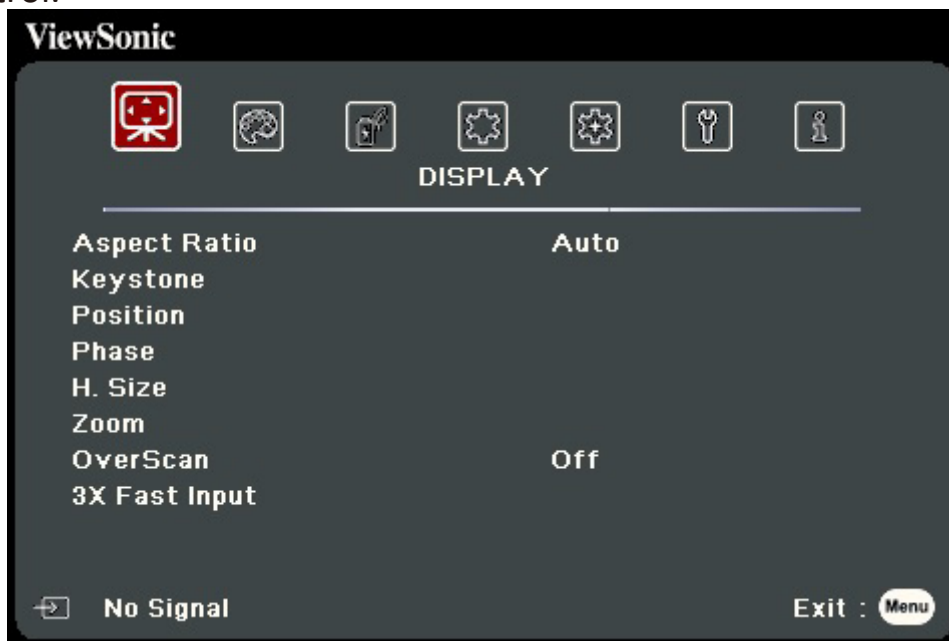 ViewSonic
DISPLAY
Aspect Ratio Auto
Keystone
Position
Phase
H. Size
Zoom
OverScan Off
3X Fast Input
No Signal Exit : Menu